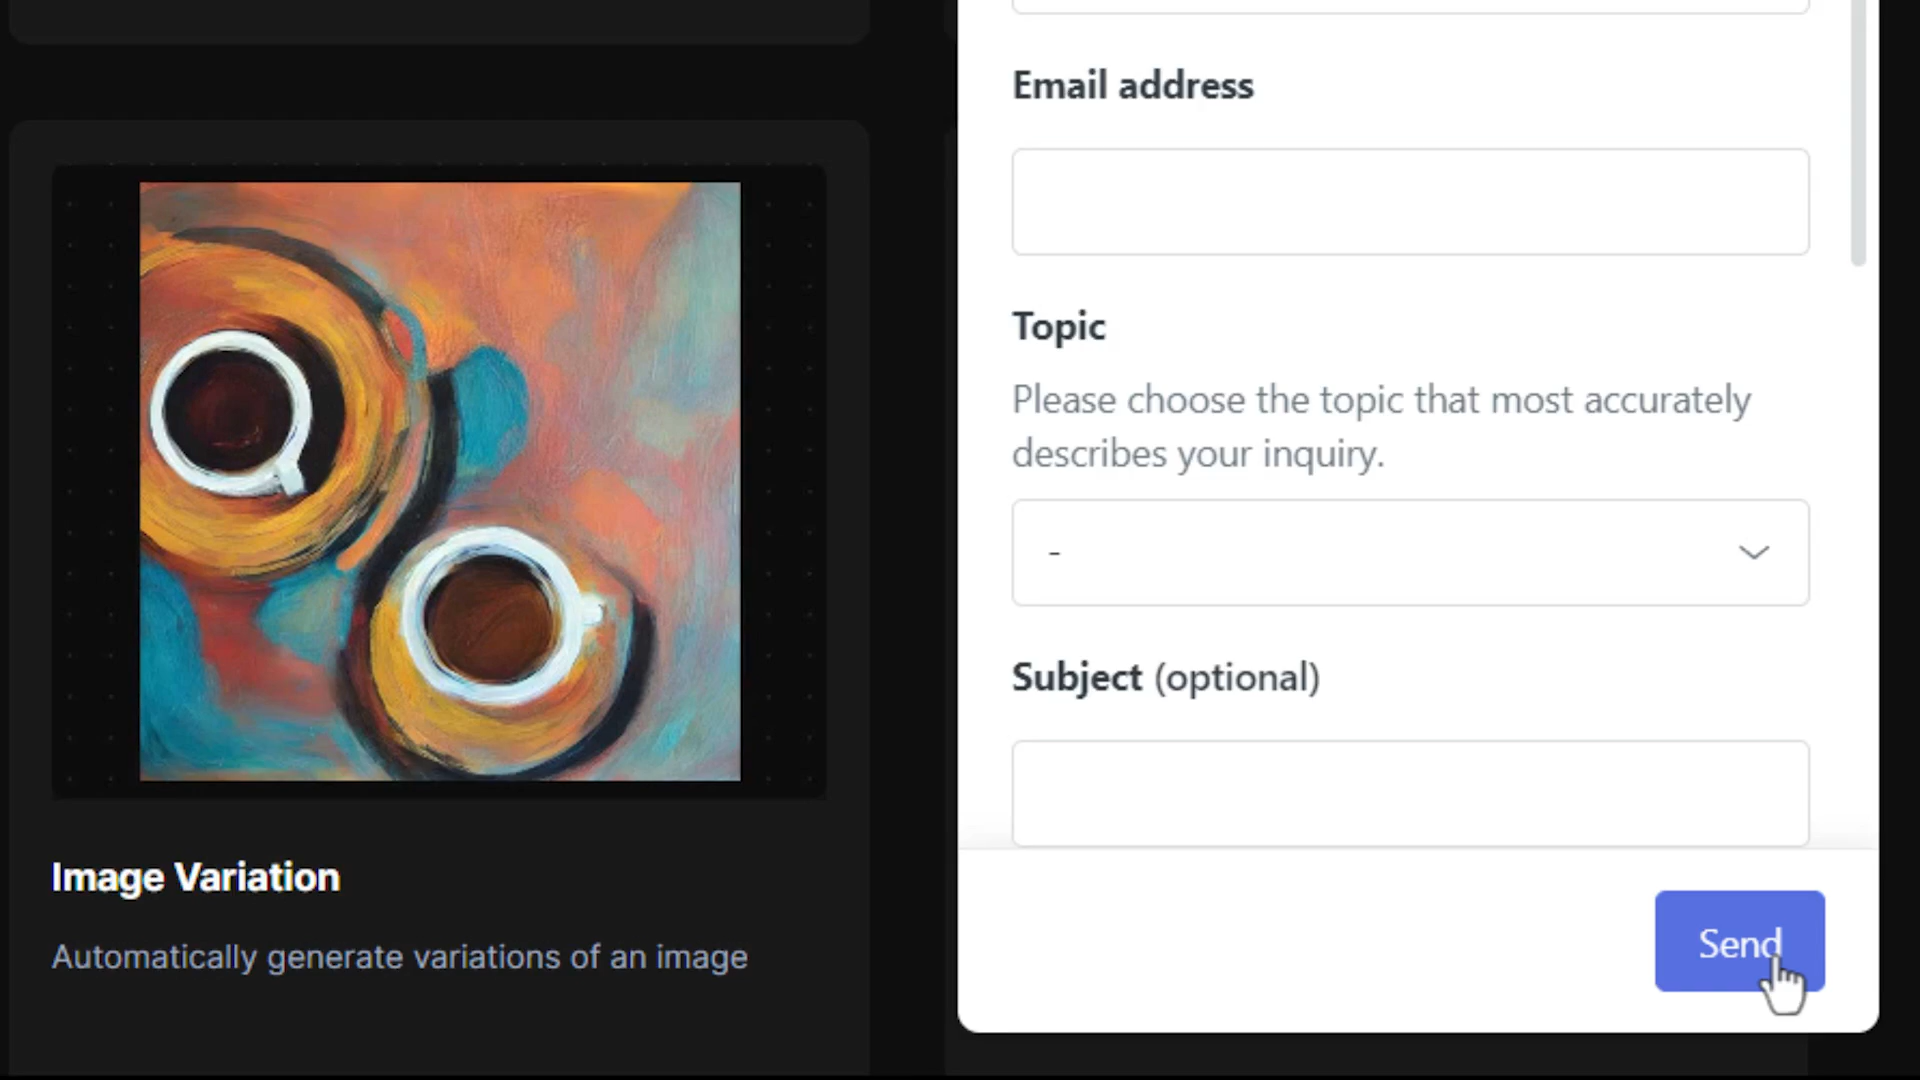 Image Variation
Automatically generate variations of an image
Email address
Topic
Please choose the topic that most accurately
describes your inquiry.
-
Subject (optional)
Send